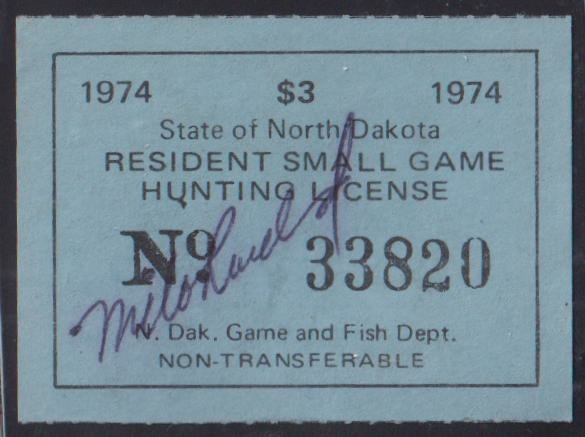 1974 $3 1974
State of North Dakota
RESIDENT SMALL GAME
HUNTING LICENSE
No 33820
N. Dak. Game and Fish Dept.
NON-TRANSFERABLE